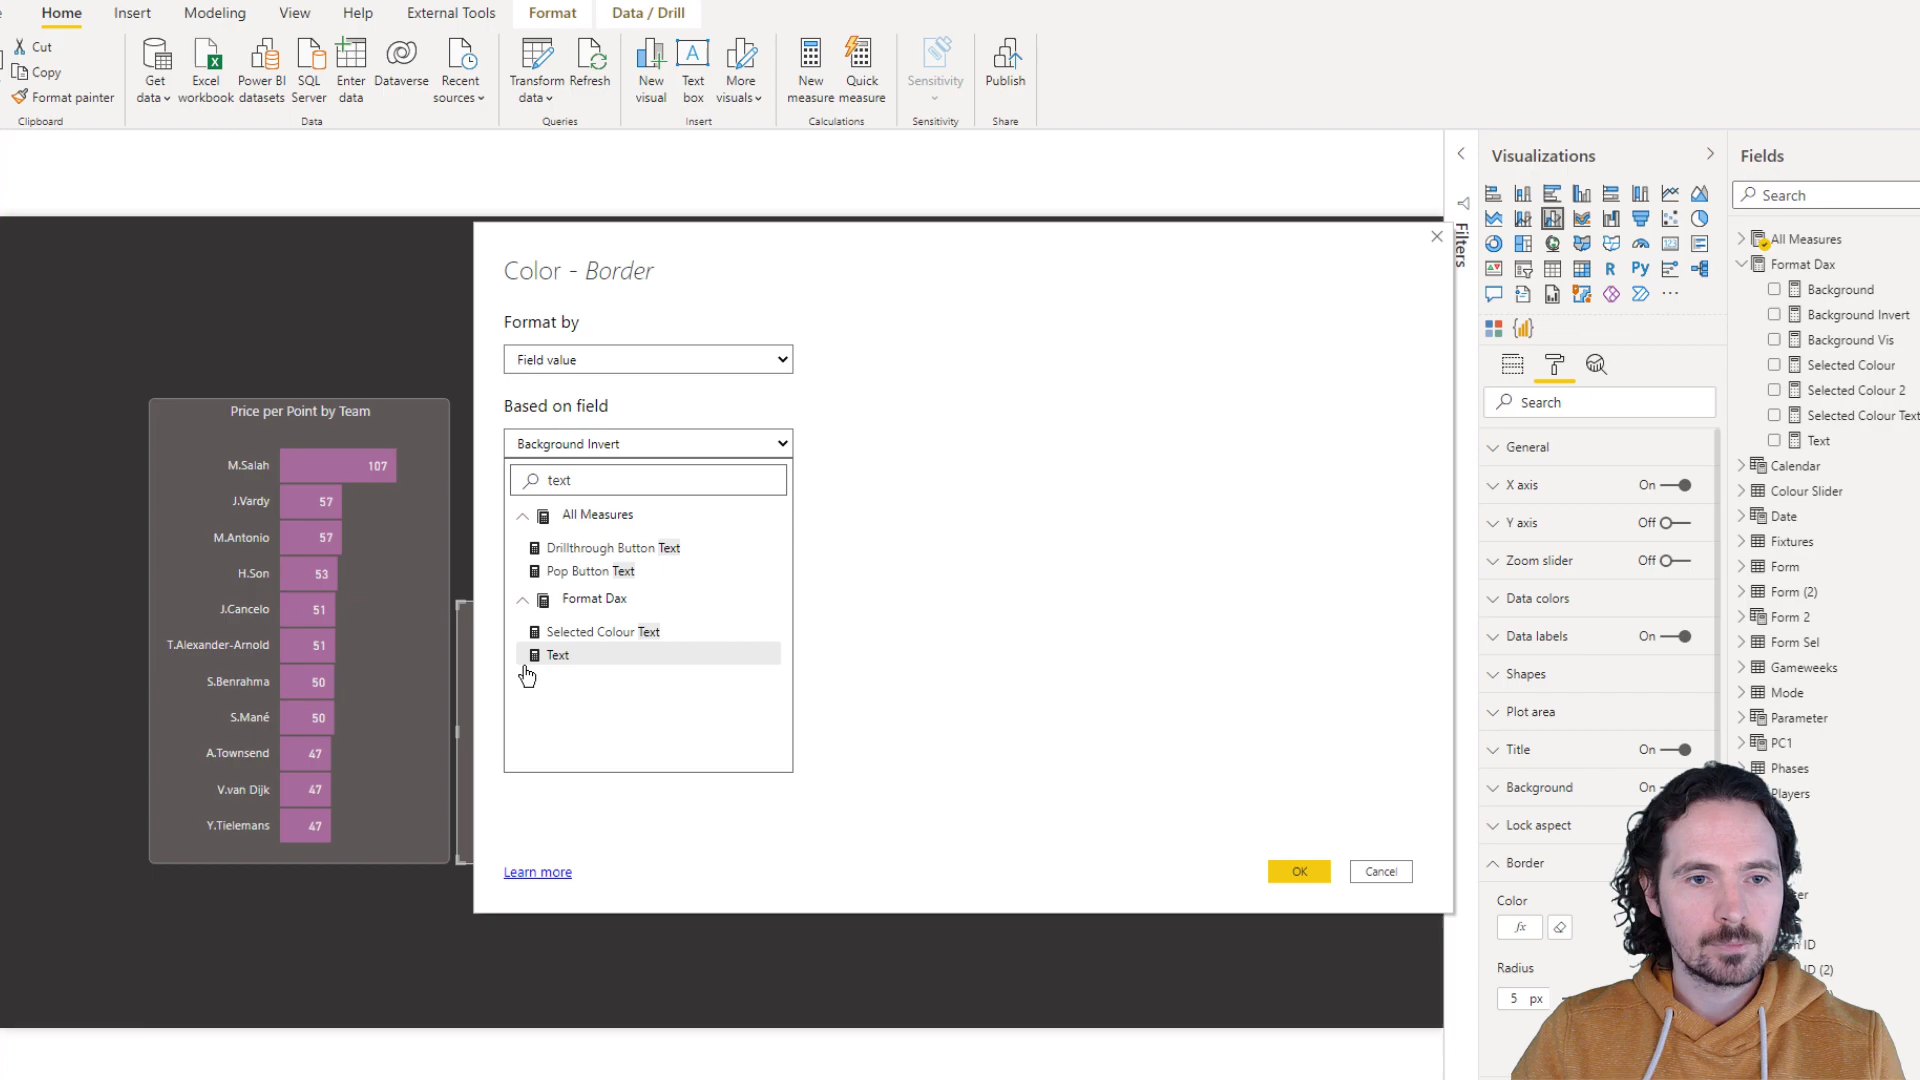 Home Insert Modeling View Help External Tools Format Data / Drill
Cut
Copy
Format painter
Get data
Excel workbook
Power BI datasets
SQL Server
Enter data
Dataverse
Recent sources
Transform data
Refresh
New visual
Text box
More visuals
New measure
Quick measure
Sensitivity
Publish
Clipboard Data Queries Insert Calculations Sensitivity Share
Price per Point by Team
M.Salah 107
J.Vardy 57
M.Antonio 57
H.Son 53
J.Cancelo 51
T.Alexander-Arnold 51
S.Benrahma 50
S.Mané 50
A.Townsend 47
V.van Dijk 47
Y.Tielemans 47
Color - Border
Format by
Field value
Based on field
Background Invert
text
All Measures
Drillthrough Button Text
Pop Button Text
Format Dax
Selected Colour Text
Text
Learn more
OK Cancel
Filters
Visualizations
R Py
Search
General
X axis On
Y axis Off
Zoom slider Off
Data colors
Data labels On
Shapes
Plot area
Title On
Background On
Lock aspect
Border
Color
fx
Radius
5 px
Fields
Search
All Measures
Format Dax
Background
Background Invert
Background Vis
Selected Colour
Selected Colour 2
Selected Colour Text
Text
Calendar
Colour Slider
Date
Fixtures
Form
Form (2)
Form 2
Form Sel
Gameweeks
Mode
Parameter
PC1
Phases
Players
ID
ID (2)